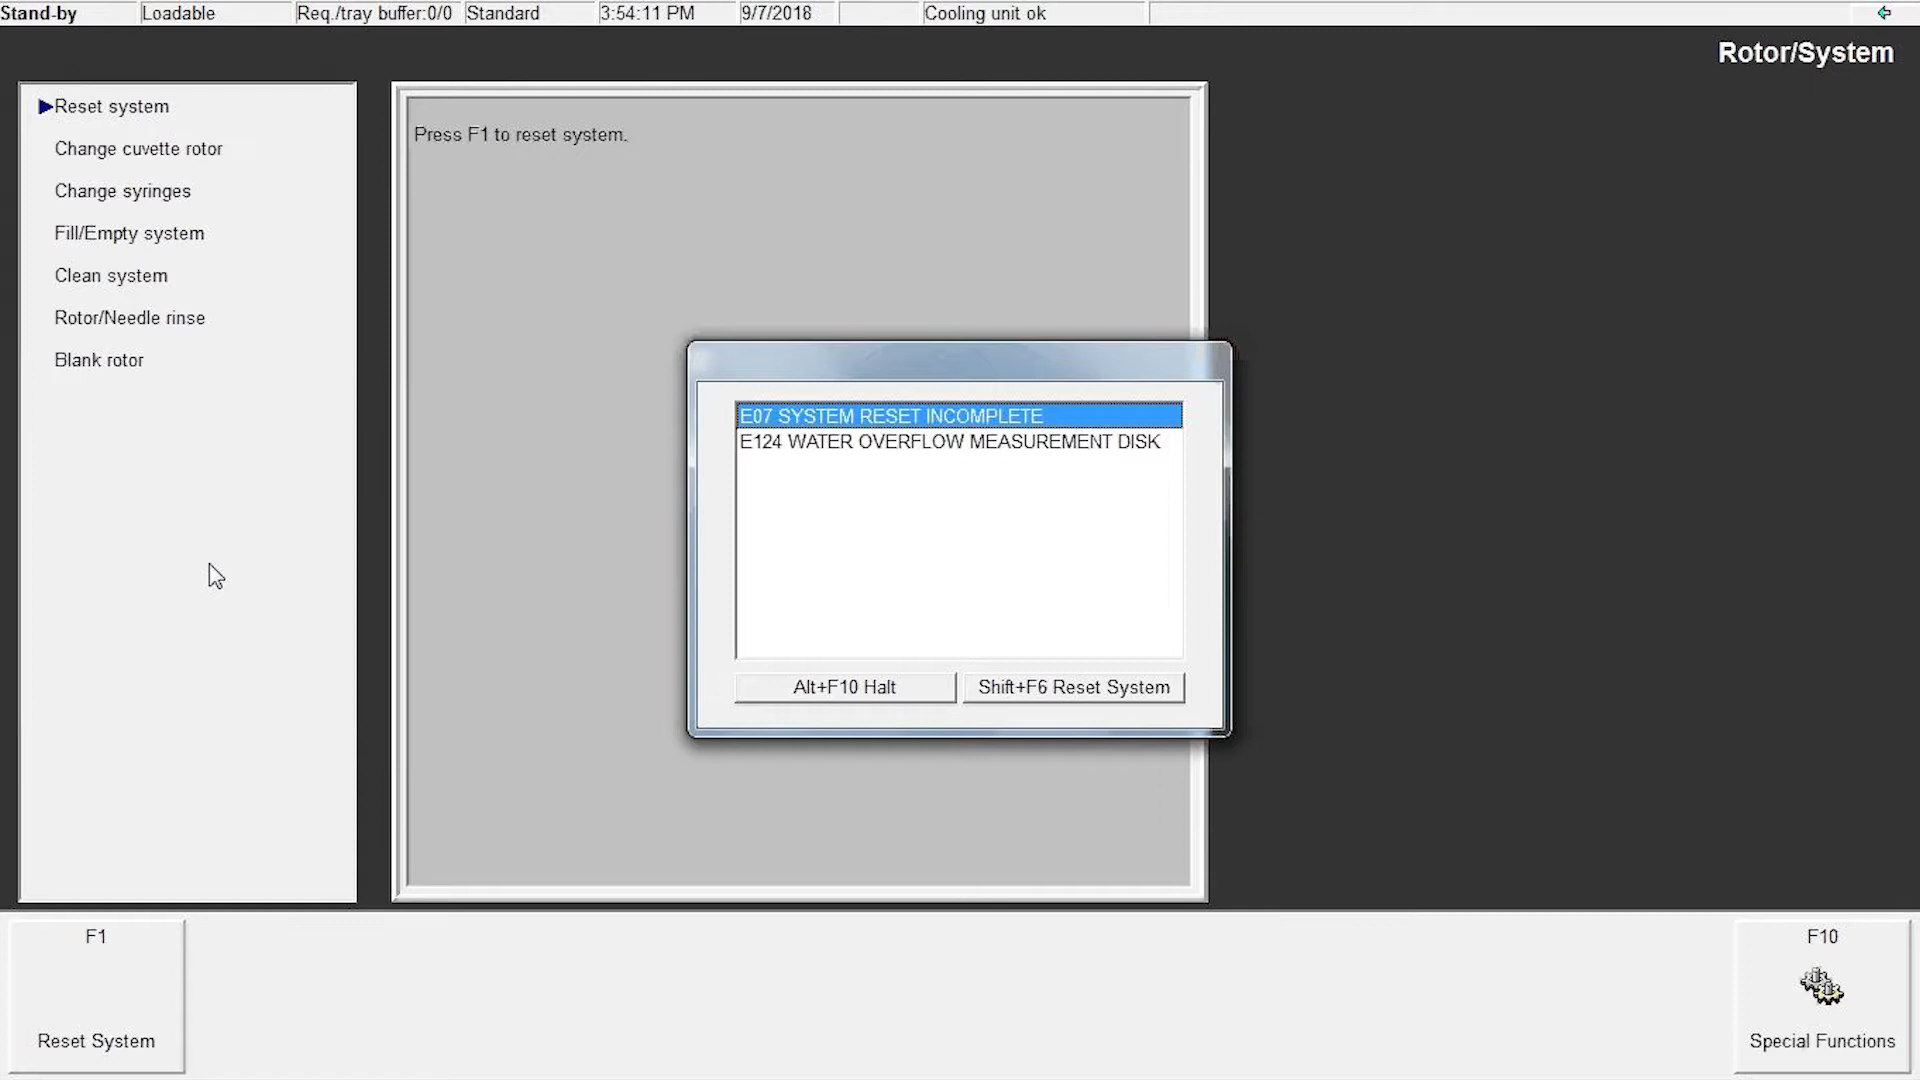 Stand-by Loadable Req./tray buffer:0/0 Standard 3:54:11 PM 9/7/2018 Cooling unit ok
Rotor/System
Reset system
Change cuvette rotor
Change syringes
Fill/Empty system
Clean system
Rotor/Needle rinse
Blank rotor
Press F1 to reset system.
E07 SYSTEM RESET INCOMPLETE
E124 WATER OVERFLOW MEASUREMENT DISK
Alt+F10 Halt Shift+F6 Reset System
F1
Reset System
F10
Special Functions